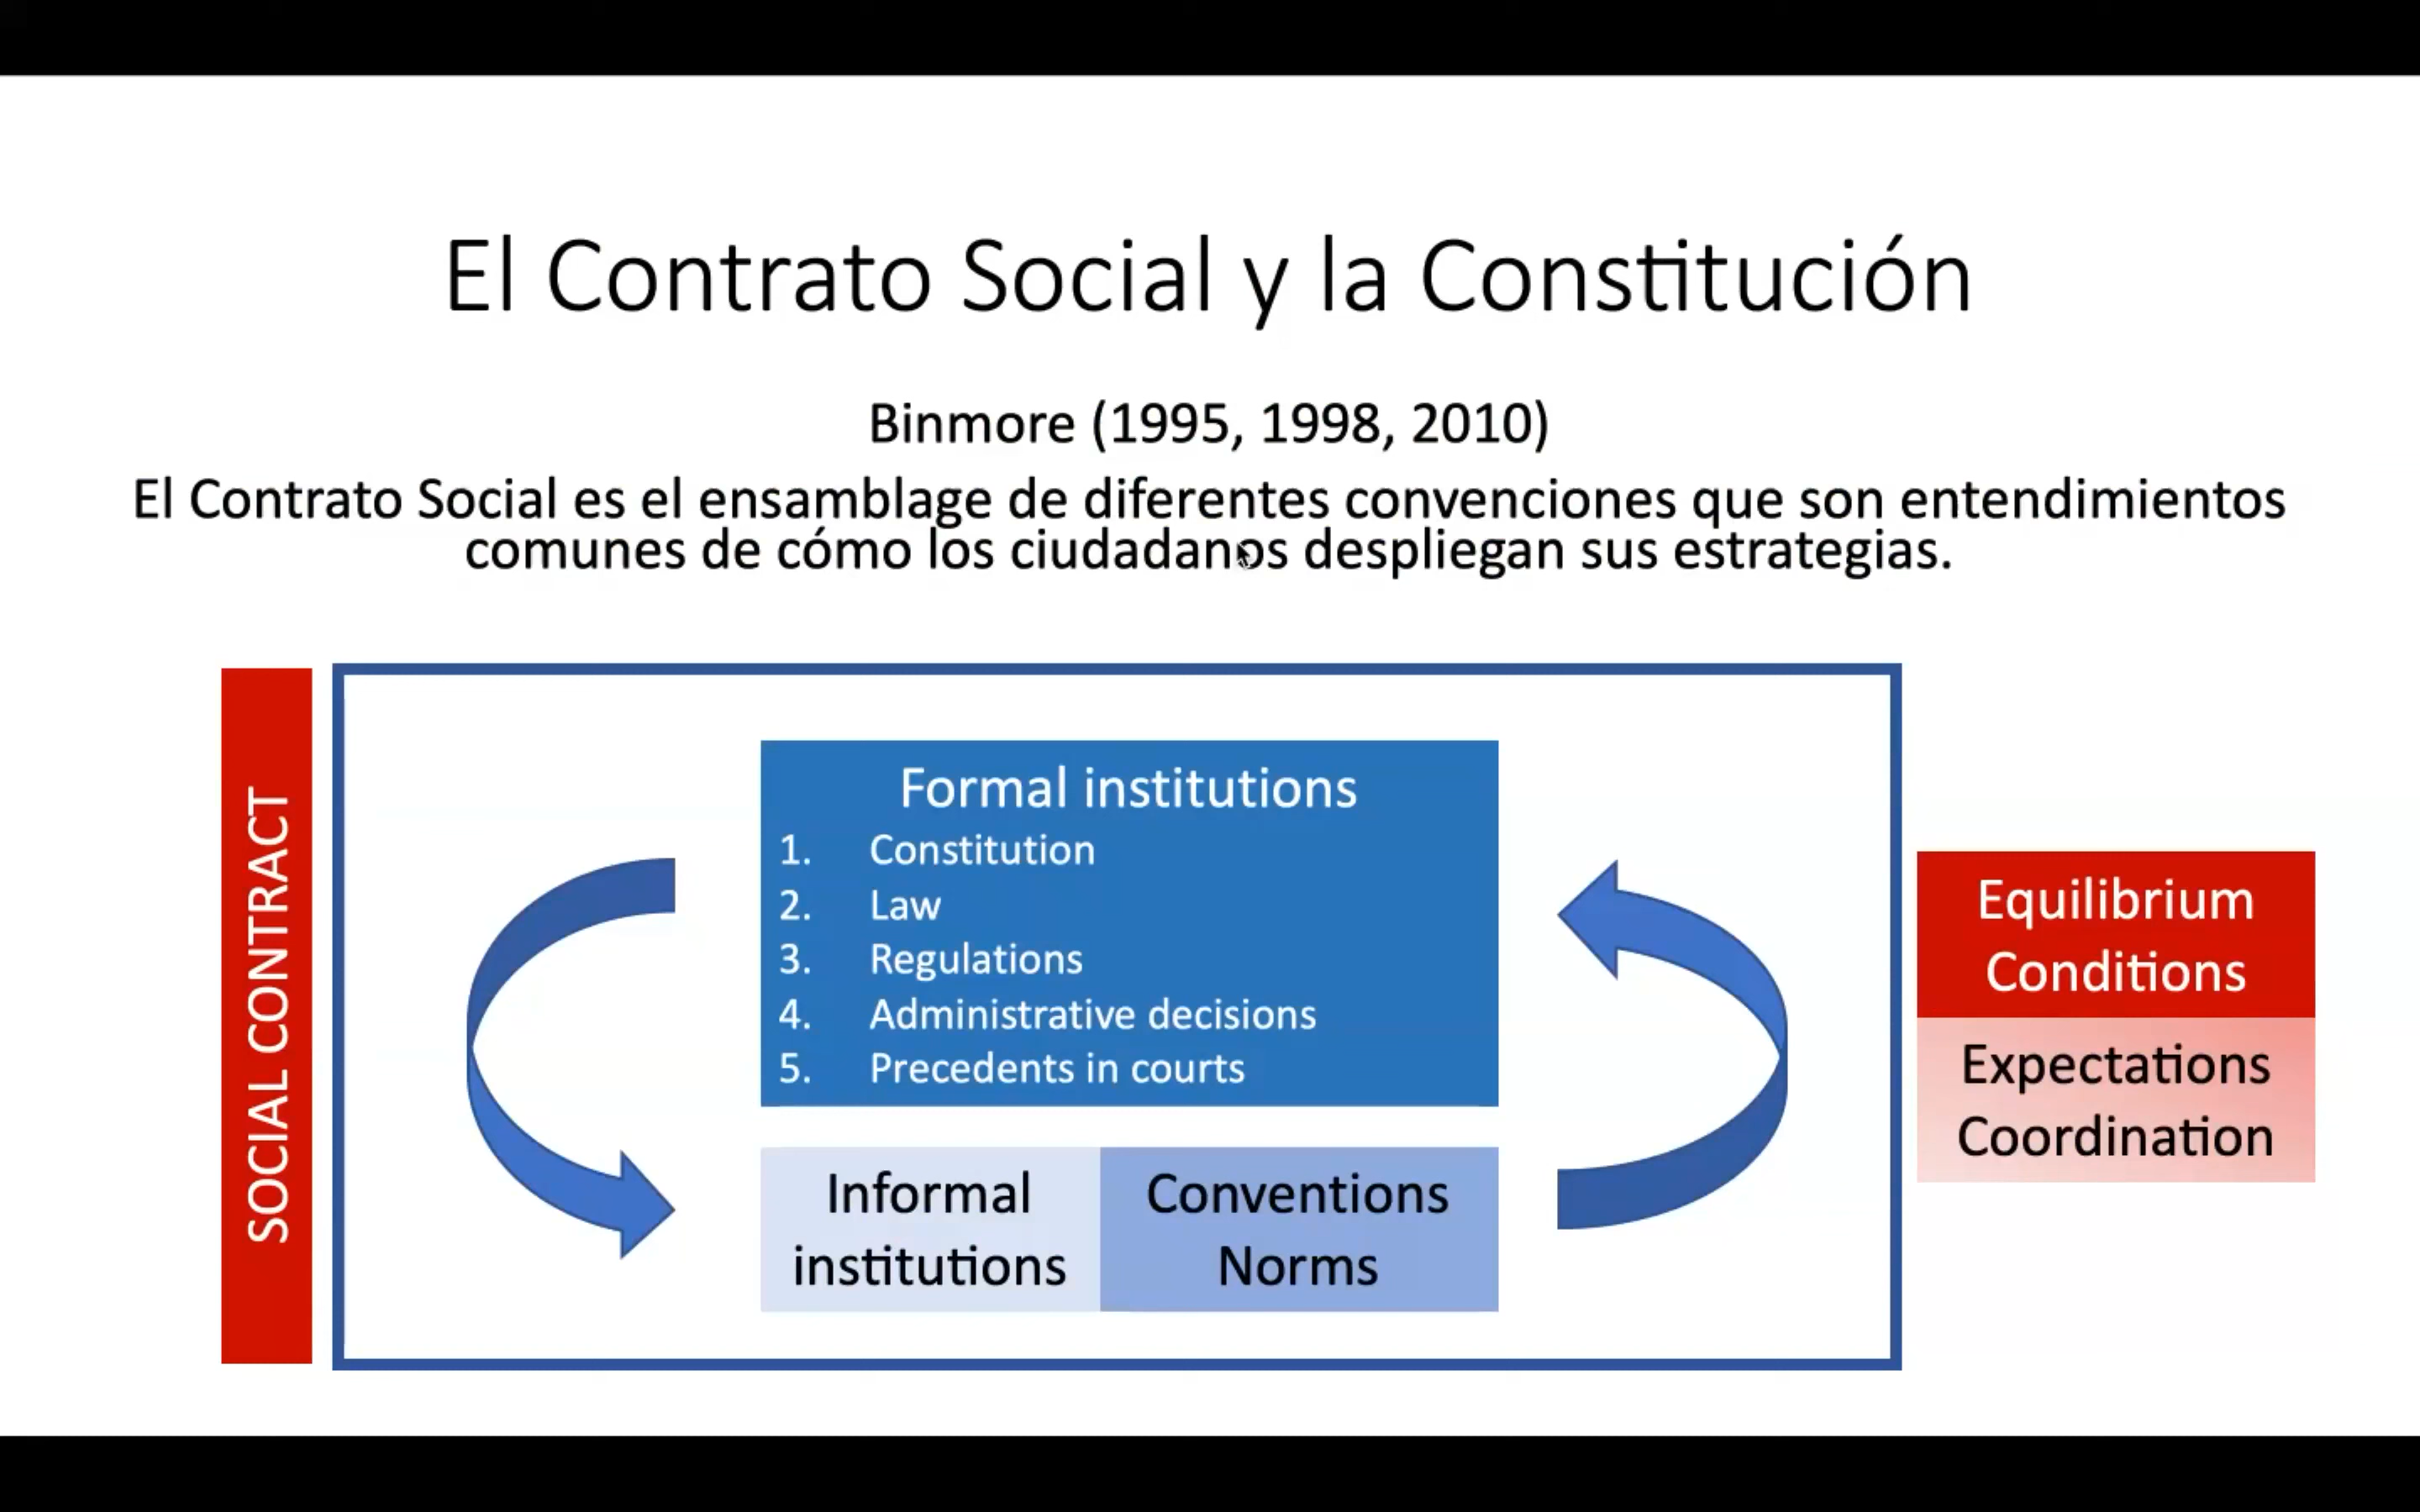 El Contrato Social y la Constitución
Binmore (1995, 1998, 2010)
El Contrato Social es el ensamblage de diferentes convenciones que son entendimientos
comunes de cómo los ciudadanos despliegan sus estrategias.
SOCIAL CONTRACT
Formal institutions
1. Constitution
2. Law
3. Regulations
4. Administrative decisions
5. Precedents in courts
Informal
institutions
Conventions
Norms
Equilibrium
Conditions
Expectations
Coordination